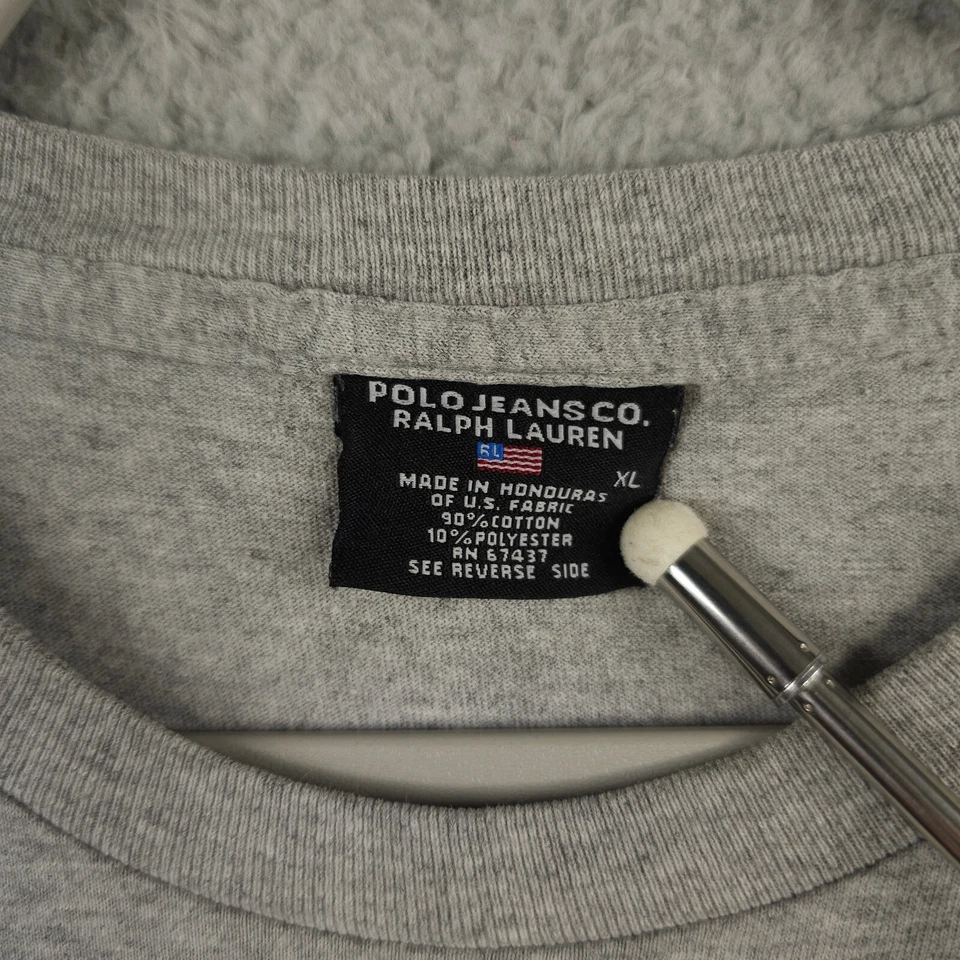 POLO JEANS CO.
RALPH LAUREN
RL
XL
MADE IN HONDURAS
OF U.S. FABRIC
90% COTTON
10% POLYESTER
RN 67437
SEE REVERSE SIDE